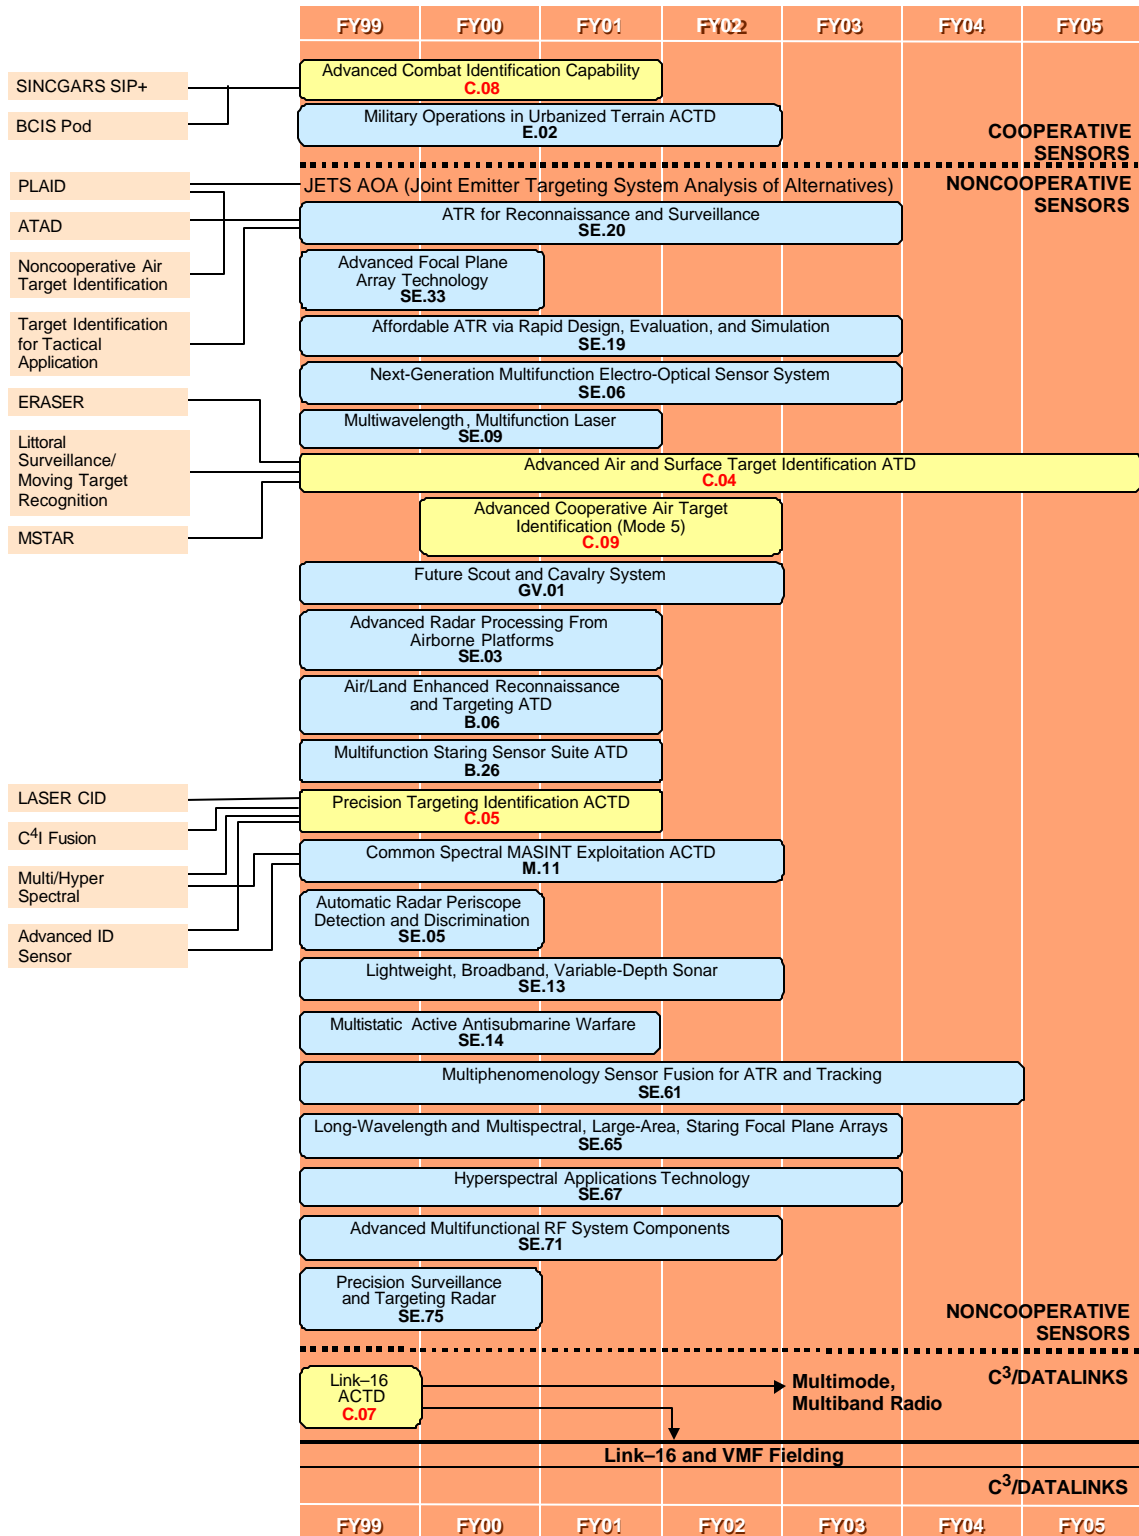 FY99 FY00 FY01 FY02 FY03 FY04 FY05
SINCGARS SIP+
BCIS Pod
Advanced Combat Identification Capability
C.08
Military Operations in Urbanized Terrain ACTD
E.02
COOPERATIVE
SENSORS
NONCOOPERATIVE
SENSORS
PLAID
ATAD
Noncooperative Air
Target Identification
Target Identification
for Tactical
Application
ERASER
Littoral
Surveillance/
Moving Target
Recognition
MSTAR
JETS AOA (Joint Emitter Targeting System Analysis of Alternatives)
ATR for Reconnaissance and Surveillance
SE.20
Advanced Focal Plane
Array Technology
SE.33
Affordable ATR via Rapid Design, Evaluation, and Simulation
SE.19
Next-Generation Multifunction Electro-Optical Sensor System
SE.06
Multiwavelength, Multifunction Laser
SE.09
Advanced Air and Surface Target Identification ATD
C.04
Advanced Cooperative Air Target
Identification (Mode 5)
C.09
Future Scout and Cavalry System
GV.01
Advanced Radar Processing From
Airborne Platforms
SE.03
Air/Land Enhanced Reconnaissance
and Targeting ATD
B.06
Multifunction Staring Sensor Suite ATD
B.26
LASER CID
C4I Fusion
Multi/Hyper
Spectral
Advanced ID
Sensor
Precision Targeting Identification ACTD
C.05
Common Spectral MASINT Exploitation ACTD
M.11
Automatic Radar Periscope
Detection and Discrimination
SE.05
Lightweight, Broadband, Variable-Depth Sonar
SE.13
Multistatic Active Antisubmarine Warfare
SE.14
Multiphenomenology Sensor Fusion for ATR and Tracking
SE.61
Long-Wavelength and Multispectral, Large-Area, Staring Focal Plane Arrays
SE.65
Hyperspectral Applications Technology
SE.67
Advanced Multifunctional RF System Components
SE.71
Precision Surveillance
and Targeting Radar
SE.75
NONCOOPERATIVE
SENSORS
C3/DATALINKS
Link–16
ACTD
C.07
Multimode,
Multiband Radio
Link–16 and VMF Fielding
C3/DATALINKS
FY99 FY00 FY01 FY02 FY03 FY04 FY05